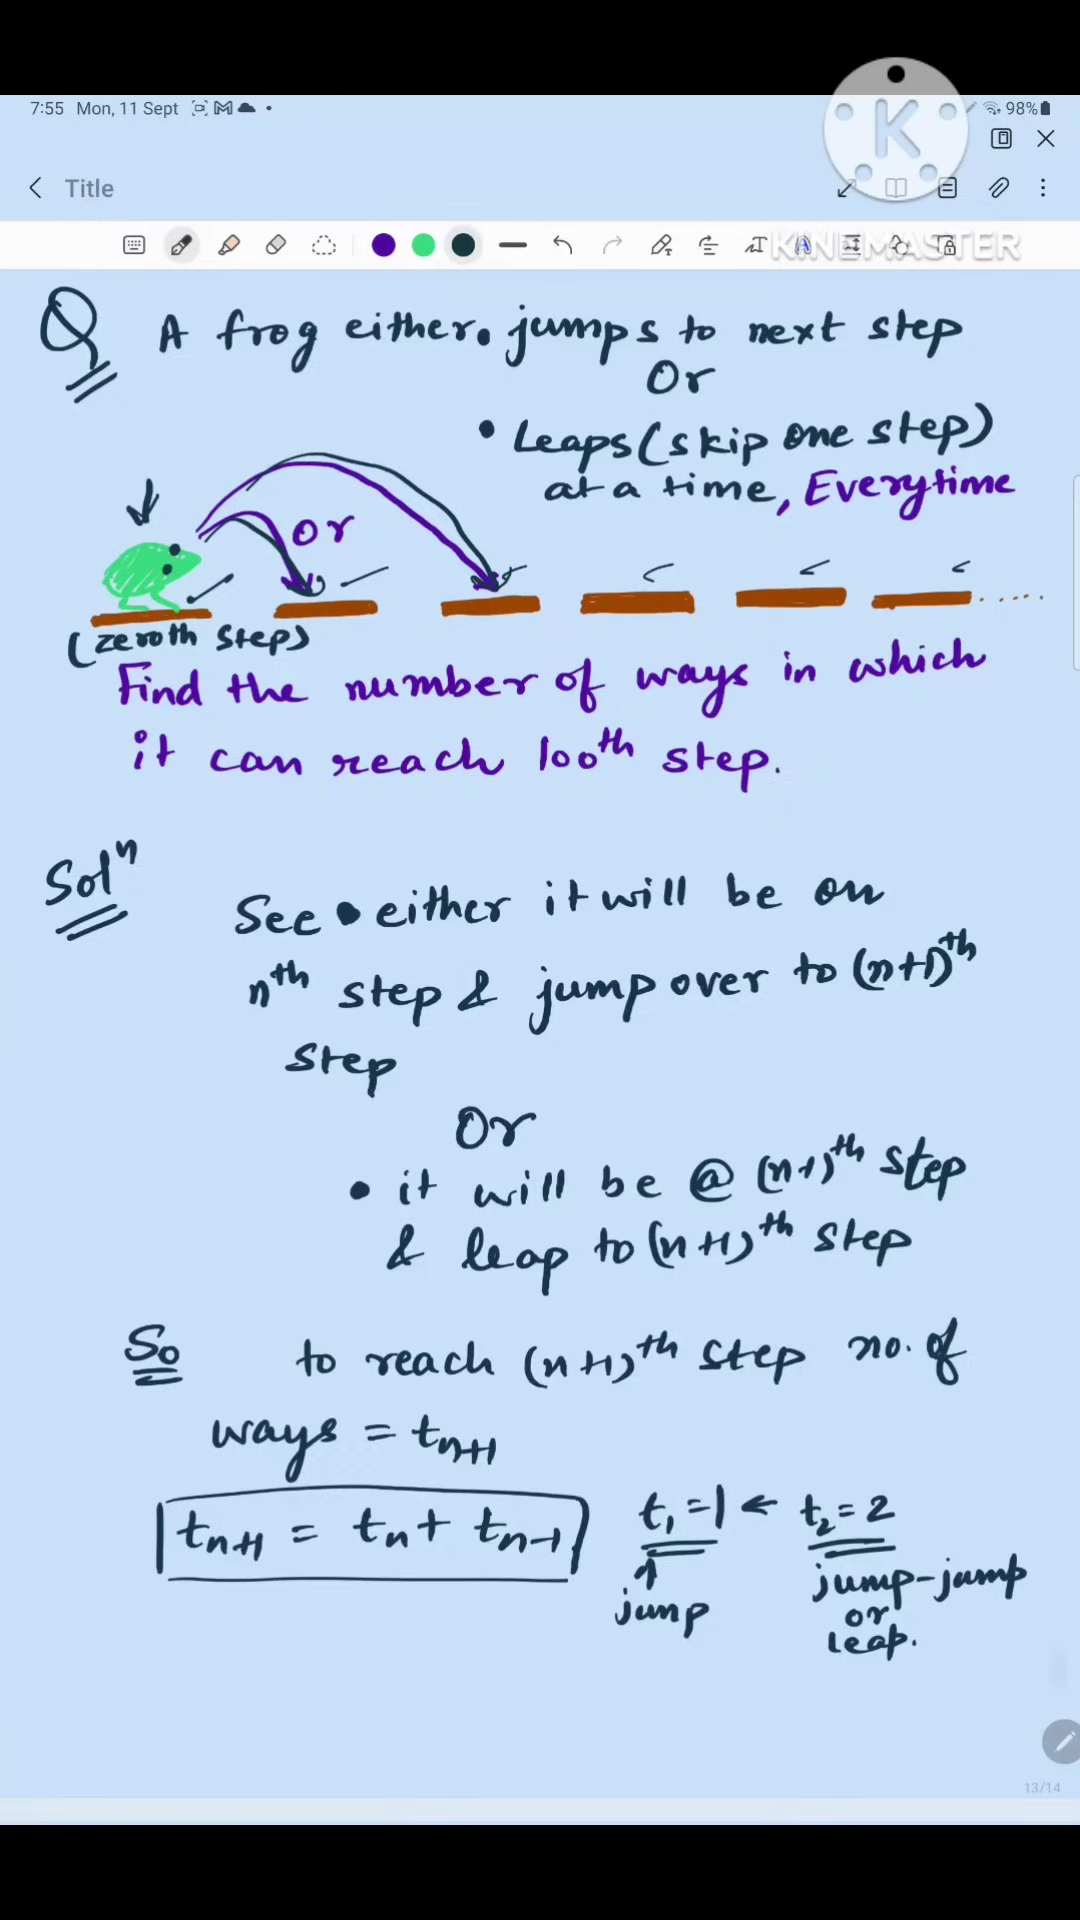 7:55 Mon, 11 Sept
98%
K
Title
KINEMASTER
Q A frog either • jumps to next step
Or
• Leaps (skip one step)
at a time, Everytime
or
(zeroth step)
Find the number of ways in which
it can reach 100th step.
Soln
See • either it will be on
nth step & jump over to (n+1)th
step
Or
• it will be @ (n-1)th step
& leap to (n+1)th step
So to reach (n+1)th step no. of
ways = tn+1
tn+1 = tn + tn-1 t1 = 1 ← t2 = 2
jump jump-jump
or
leap.
13/14